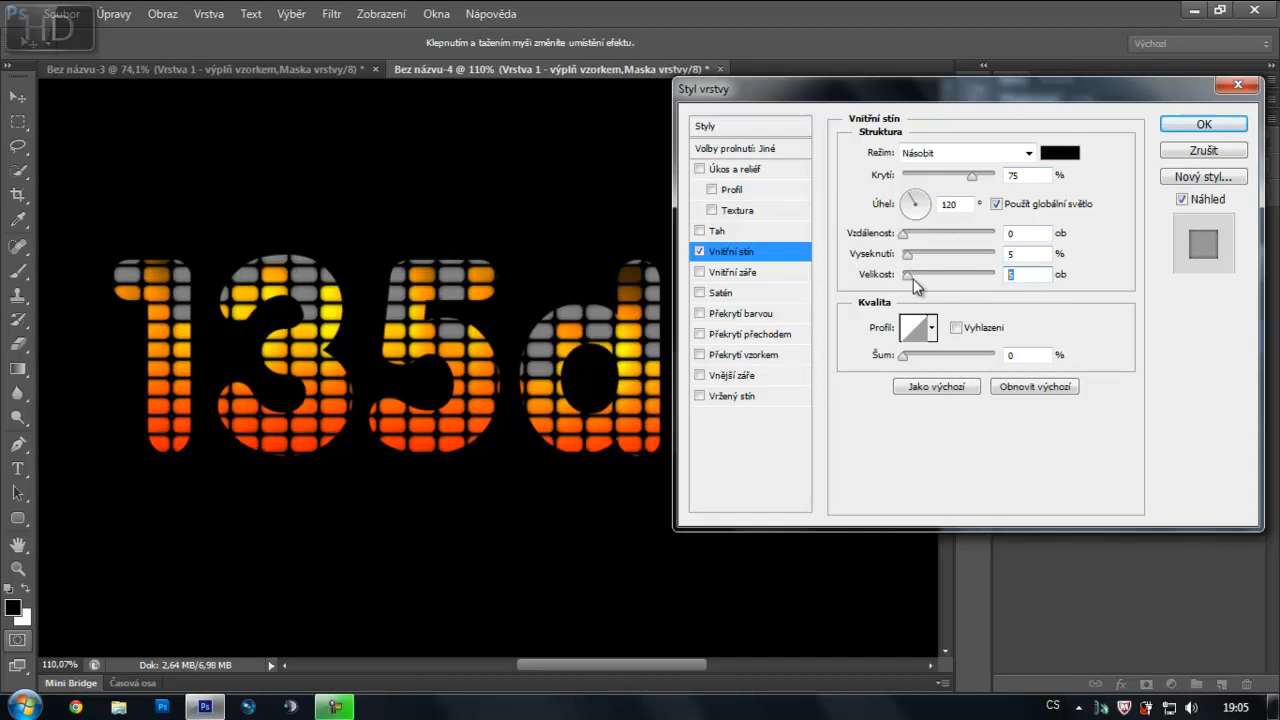 Ps Soubor Úpravy Obraz Vrstva Text Výběr Filtr Zobrazení Okna Nápověda
HD
Klepnutím a tažením myši změníte umístění efektu.
Výchozí
Bez názvu-3 @ 74,1% (Vrstva 1 - výplň vzorkem,Maska vrstvy/8) * ×
Bez názvu-4 @ 110% (Vrstva 1 - výplň vzorkem,Maska vrstvy/8) * ×
135d
Styl vrstvy
Styly
Volby prolnutí: Jiné
Úkos a reliéf
Profil
Textura
Tah
Vnitřní stín
Vnitřní záře
Satén
Překrytí barvou
Překrytí přechodem
Překrytí vzorkem
Vnější záře
Vržený stín
Vnitřní stín
Struktura
Režim: Násobit
Krytí: 75 %
Úhel: 120 ° Použít globální světlo
Vzdálenost: 0 ob
Vyseknutí: 5 %
Velikost: 5 ob
Kvalita
Profil: Vyhlazeni
Šum: 0 %
Jako výchozí Obnovit výchozí
OK
Zrušit
Nový styl...
Náhled
110,07% Dok: 2,64 MB/6,98 MB
Mini Bridge Časová osa
CS 19:05